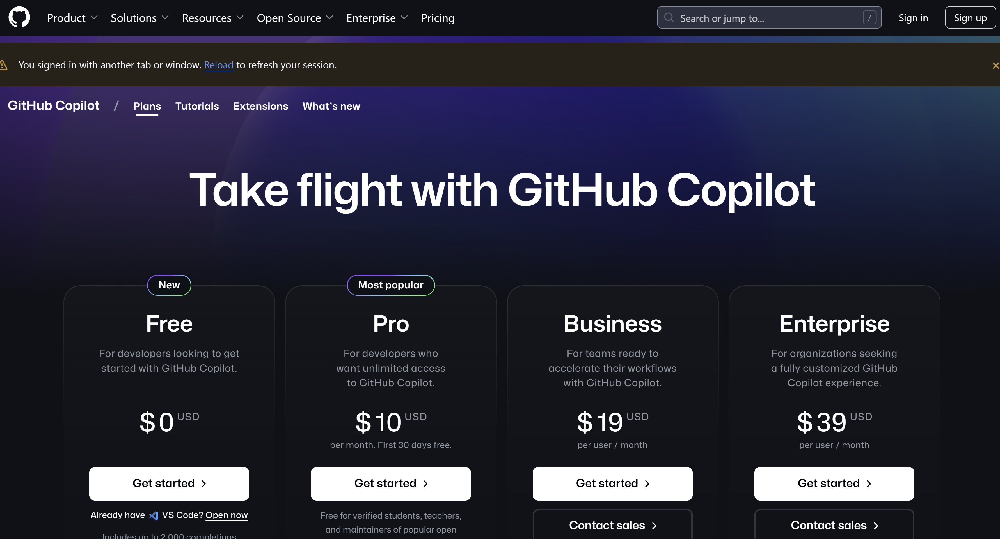 Product Solutions Resources Open Source Enterprise Pricing Search or jump to... / Sign in Sign up
You signed in with another tab or window. Reload to refresh your session.
GitHub Copilot / Plans Tutorials Extensions What’s new
Take flight with GitHub Copilot
New
Free
For developers looking to get
started with GitHub Copilot.
$0 USD
Get started
Already have VS Code? Open now
Includes up to 2,000 completions
Most popular
Pro
For developers who
want unlimited access
to GitHub Copilot.
$10 USD
per month. First 30 days free.
Get started
Free for verified students, teachers,
and maintainers of popular open
Business
For teams ready to
accelerate their workflows
with GitHub Copilot.
$19 USD
per user / month
Get started
Contact sales
Enterprise
For organizations seeking
a fully customized GitHub
Copilot experience.
$39 USD
per user / month
Get started
Contact sales